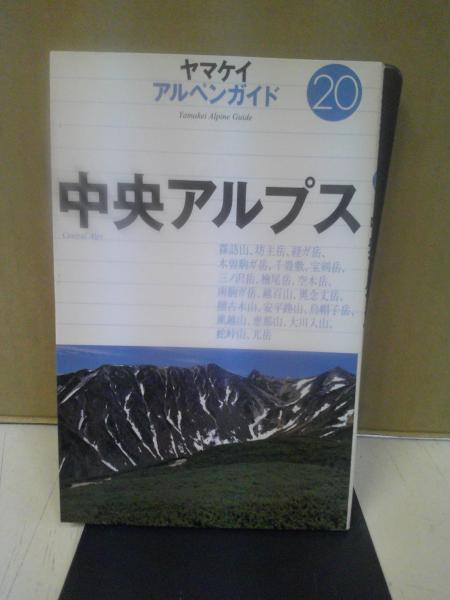 ヤマケイ
アルペンガイド
20
Yamakei Alpine Guide
中央アルプス
Central Alps
霧訪山、坊主岳、経ガ岳、
木曽駒ガ岳、千畳敷、宝剣岳、
三ノ沢岳、檜尾岳、空木岳、
南駒ガ岳、越百山、奥念丈岳、
摺古木山、安平路山、烏帽子岳、
風越山、恵那山、大川入山、
蛇峠山、兀岳